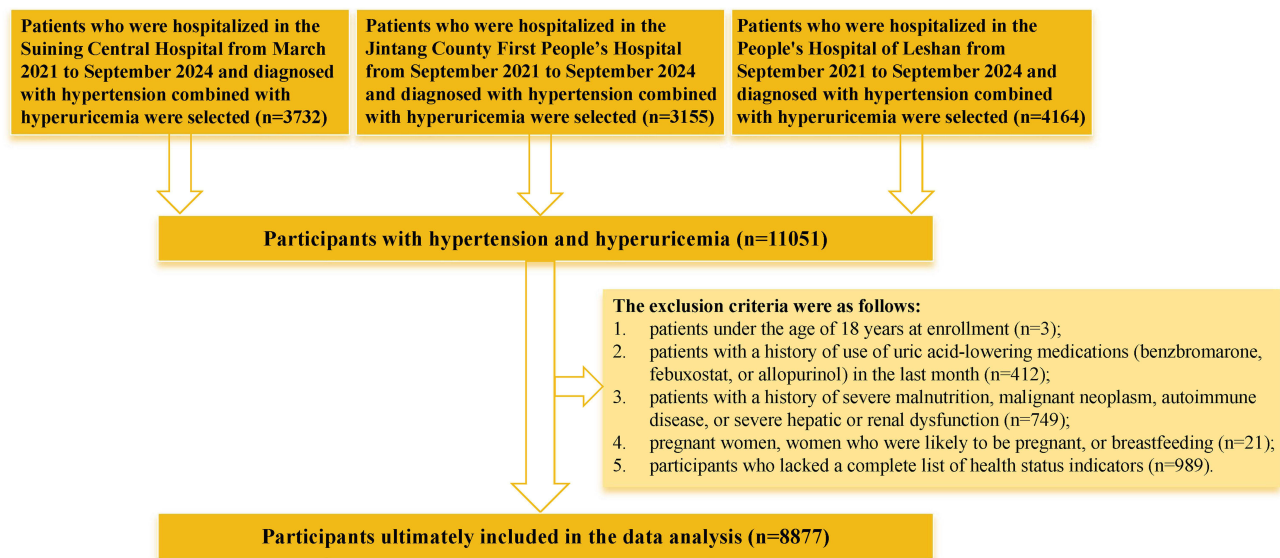 Patients who were hospitalized in the
Suining Central Hospital from March
2021 to September 2024 and diagnosed
with hypertension combined with
hyperuricemia were selected (n=3732)
Patients who were hospitalized in the
Jintang County First People’s Hospital
from September 2021 to September 2024
and diagnosed with hypertension combined
with hyperuricemia were selected (n=3155)
Patients who were hospitalized in the
People's Hospital of Leshan from
September 2021 to September 2024 and
diagnosed with hypertension combined
with hyperuricemia were selected (n=4164)
Participants with hypertension and hyperuricemia (n=11051)
The exclusion criteria were as follows:
1. patients under the age of 18 years at enrollment (n=3);
2. patients with a history of use of uric acid-lowering medications (benzbromarone,
febuxostat, or allopurinol) in the last month (n=412);
3. patients with a history of severe malnutrition, malignant neoplasm, autoimmune
disease, or severe hepatic or renal dysfunction (n=749);
4. pregnant women, women who were likely to be pregnant, or breastfeeding (n=21);
5. participants who lacked a complete list of health status indicators (n=989).
Participants ultimately included in the data analysis (n=8877)